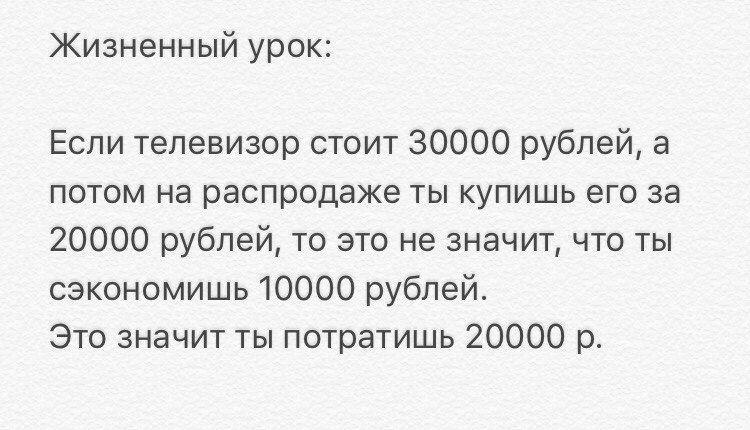 Жизненный урок:
Если телевизор стоит 30000 рублей, а
потом на распродаже ты купишь его за
20000 рублей, то это не значит, что ты
сэкономишь 10000 рублей.
Это значит ты потратишь 20000 р.